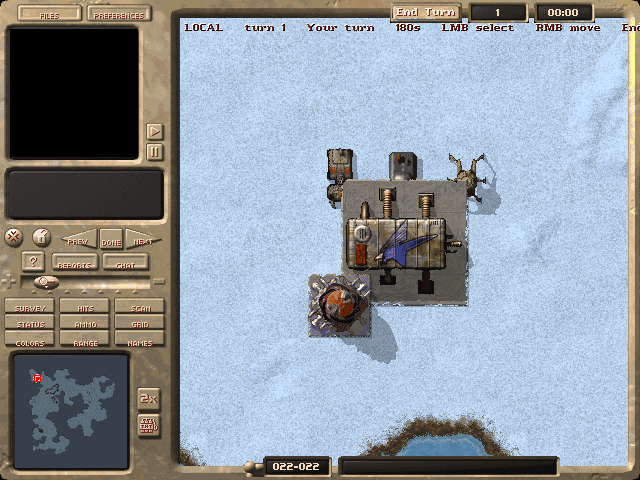 FILES PREFERENCES End Turn 1 00:00
LOCAL turn 1 Your turn 180s LMB select RMB move En
PREV DONE NEXT
? REPORTS CHAT
SURVEY HITS SCAN
STATUS AMMO GRID
COLORS RANGE NAMES
2x
022-022